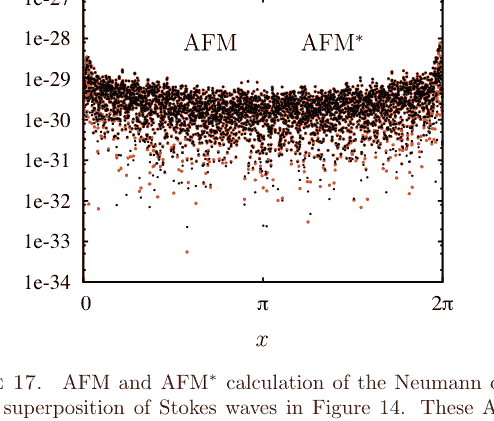 1e-27
1e-28
AFM AFM*
1e-29
1e-30
1e-31
1e-32
1e-33
1e-34
0 π 2π
x
17. AFM and AFM* calculation of the Neumann
superposition of Stokes waves in Figure 14. These